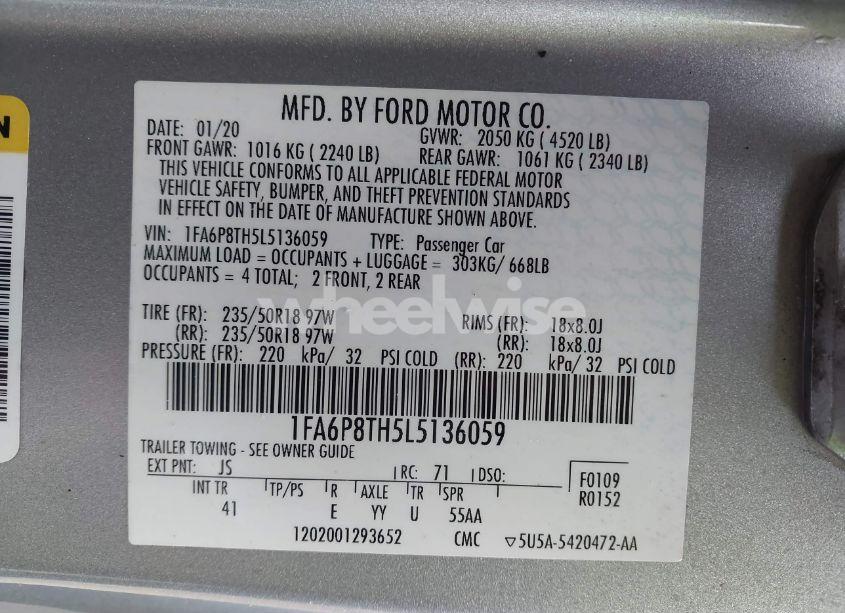 N
MFD. BY FORD MOTOR CO.
DATE: 01/20 GVWR: 2050 KG ( 4520 LB)
FRONT GAWR: 1016 KG ( 2240 LB) REAR GAWR: 1061 KG ( 2340 LB)
THIS VEHICLE CONFORMS TO ALL APPLICABLE FEDERAL MOTOR
VEHICLE SAFETY, BUMPER, AND THEFT PREVENTION STANDARDS
IN EFFECT ON THE DATE OF MANUFACTURE SHOWN ABOVE.
VIN: 1FA6P8TH5L5136059 TYPE: Passenger Car
MAXIMUM LOAD = OCCUPANTS + LUGGAGE = 303KG/ 668LB
OCCUPANTS = 4 TOTAL; 2 FRONT, 2 REAR
wheelwise
TIRE (FR): 235/50R18 97W RIMS (FR): 18x8.0J
(RR): 235/50R18 97W (RR): 18x8.0J
PRESSURE (FR): 220 kPa/ 32 PSI COLD (RR): 220 kPa/ 32 PSI COLD
1FA6P8TH5L5136059
TRAILER TOWING - SEE OWNER GUIDE
EXT PNT: JS RC: 71 DSO: F0109
R0152
INT TR TP/PS R AXLE TR SPR
41 E YY U 55AA
1202001293652 CMC ▽5U5A-5420472-AA